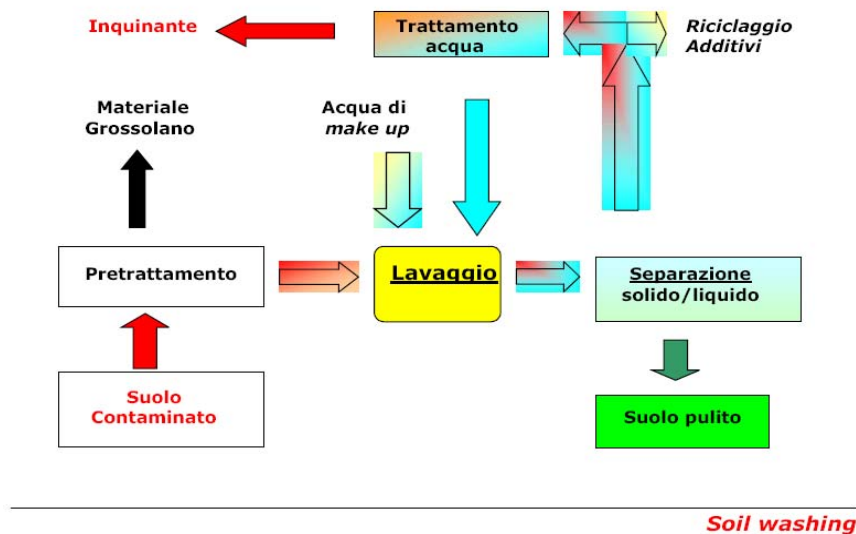 Inquinante
Trattamento
acqua
Riciclaggio
Additivi
Materiale
Grossolano
Acqua di
make up
Pretrattamento
Lavaggio
Separazione
solido/liquido
Suolo
Contaminato
Suolo pulito
Soil washing